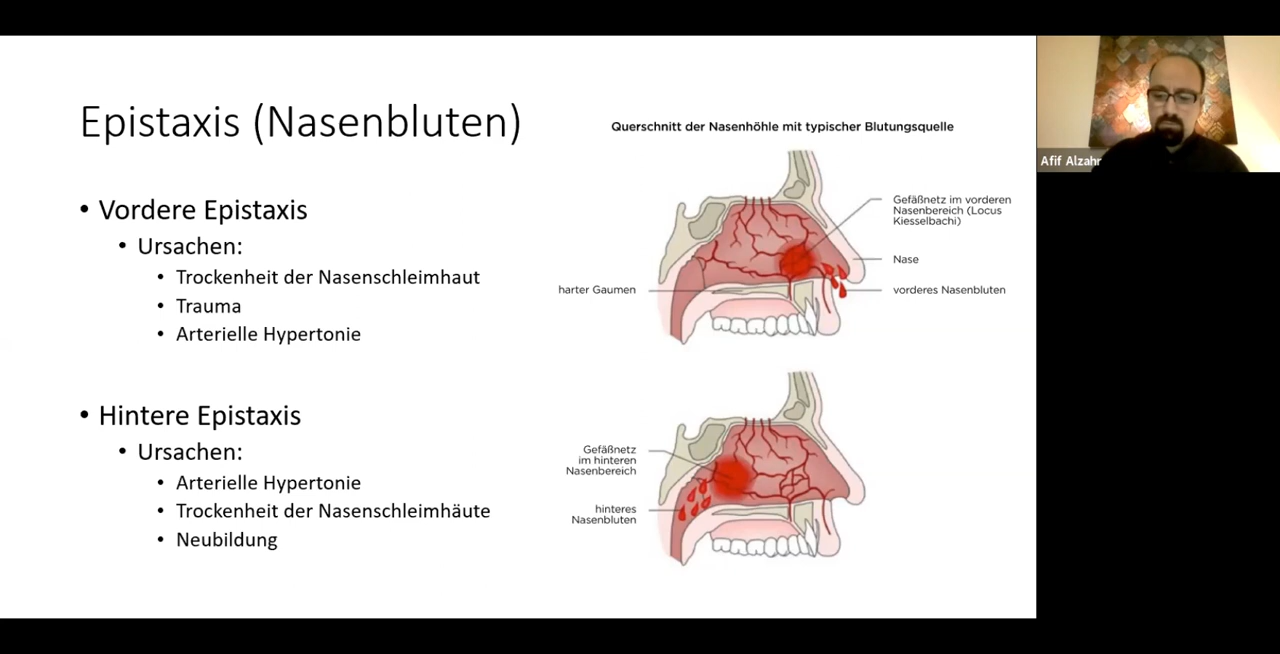 Epistaxis (Nasenbluten)
• Vordere Epistaxis
• Ursachen:
• Trockenheit der Nasenschleimhaut
• Trauma
• Arterielle Hypertonie
• Hintere Epistaxis
• Ursachen:
• Arterielle Hypertonie
• Trockenheit der Nasenschleimhäute
• Neubildung
Querschnitt der Nasenhöhle mit typischer Blutungsquelle
Gefäßnetz im vorderen
Nasenbereich (Locus
Kiesselbachi)
Nase
harter Gaumen
vorderes Nasenbluten
Gefäßnetz
im hinteren
Nasenbereich
hinteres
Nasenbluten
Afif Alzahr